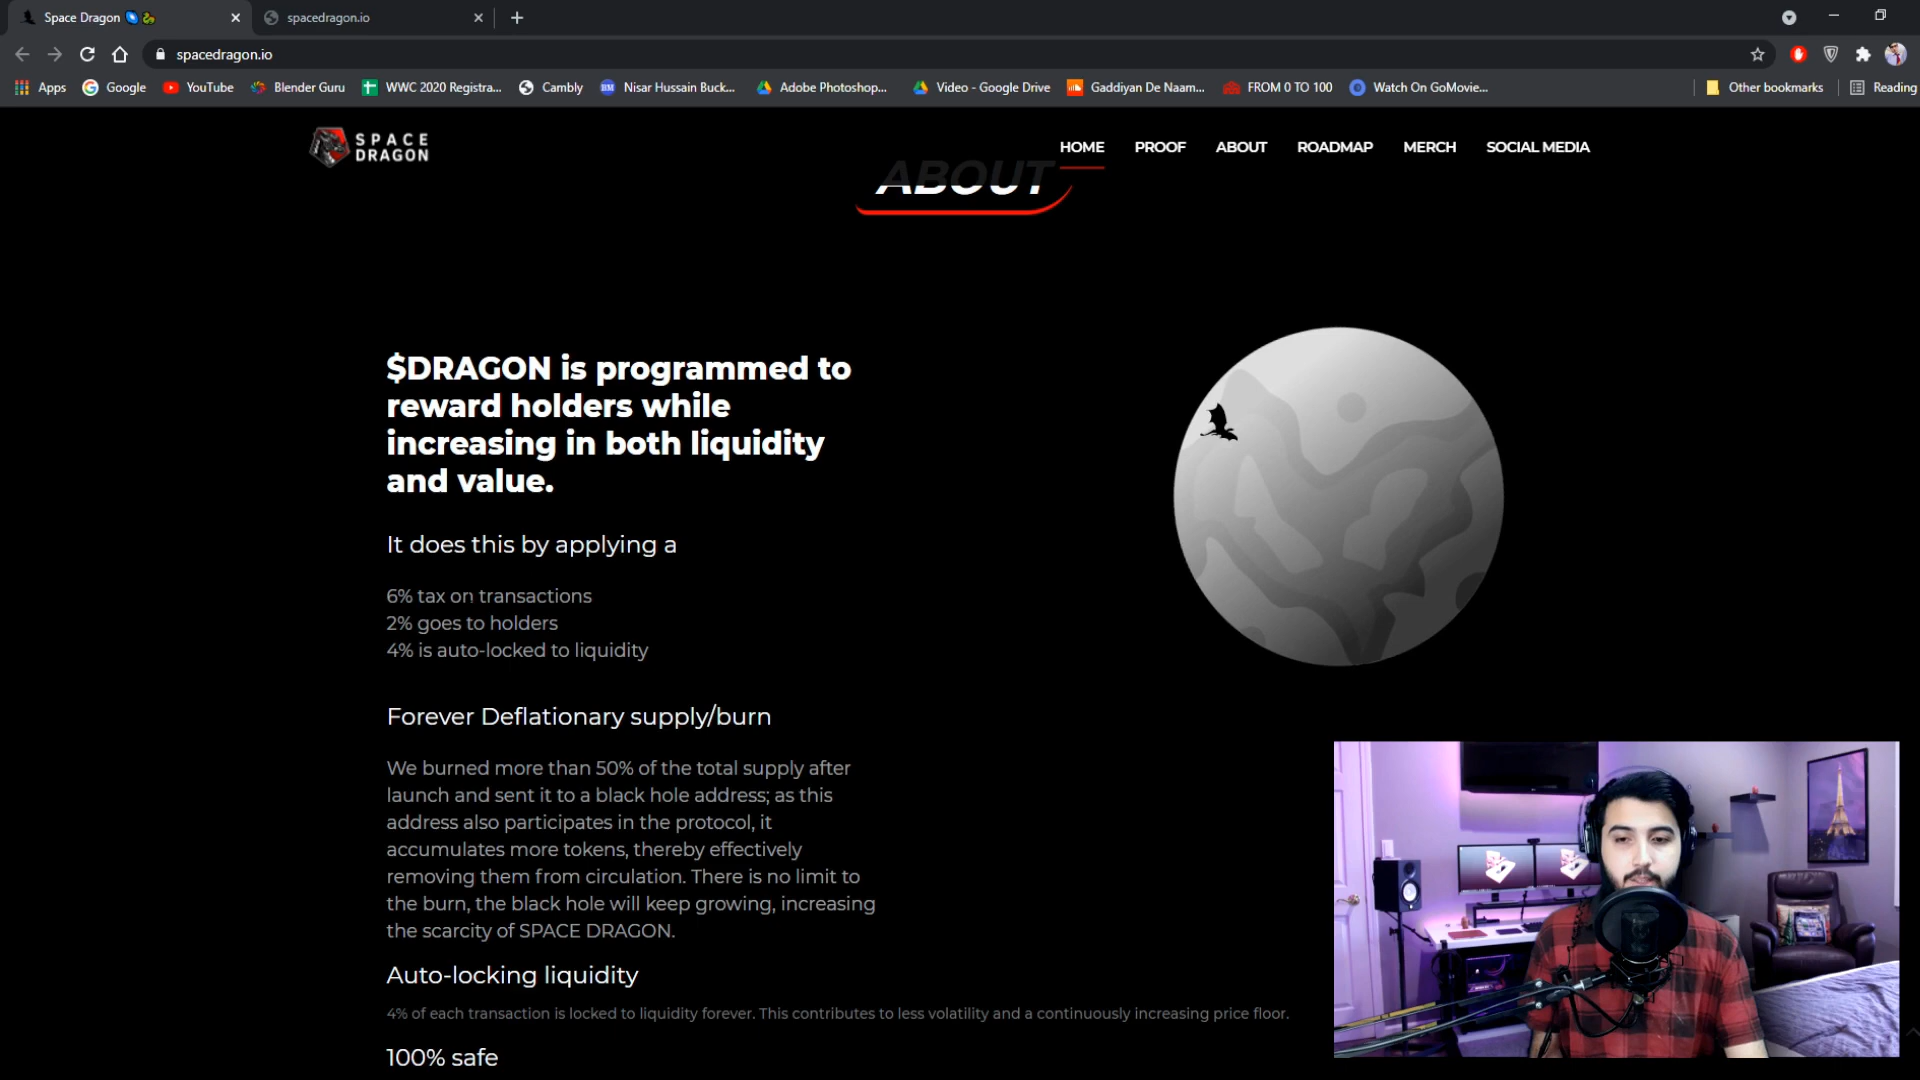 Space Dragon
spacedragon.io
spacedragon.io
Apps
Google
YouTube
Blender Guru
WWC 2020 Registra...
Cambly
Nisar Hussain Buck...
Adobe Photoshop...
Video - Google Drive
Gaddiyan De Naam...
FROM 0 TO 100
Watch On GoMovie...
Other bookmarks
Reading
SPACE
DRAGON
HOME
PROOF
ABOUT
ROADMAP
MERCH
SOCIAL MEDIA
ABOUT
$DRAGON is programmed to
reward holders while
increasing in both liquidity
and value.
It does this by applying a
6% tax on transactions
2% goes to holders
4% is auto-locked to liquidity
Forever Deflationary supply/burn
We burned more than 50% of the total supply after
launch and sent it to a black hole address; as this
address also participates in the protocol, it
accumulates more tokens, thereby effectively
removing them from circulation. There is no limit to
the burn, the black hole will keep growing, increasing
the scarcity of SPACE DRAGON.
Auto-locking liquidity
4% of each transaction is locked to liquidity forever. This contributes to less volatility and a continuously increasing price floor.
100% safe